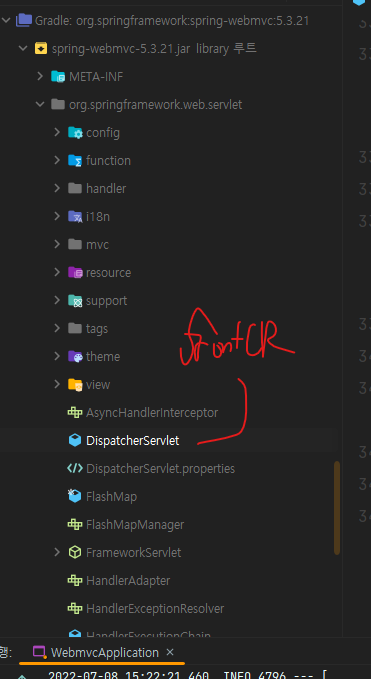 Gradle: org.springframework:spring-webmvc:5.3.21
spring-webmvc-5.3.21.jar library 루트
META-INF
org.springframework.web.servlet
config
function
handler
i18n
mvc
resource
support
tags
theme
view
AsyncHandlerInterceptor
DispatcherServlet
DispatcherServlet.properties
FlashMap
FlashMapManager
FrameworkServlet
HandlerAdapter
HandlerExceptionResolver
HandlerExecutionChain
행: WebmvcApplication ×
2022-07-08 15:22:21.460 INFO 4796 --- [